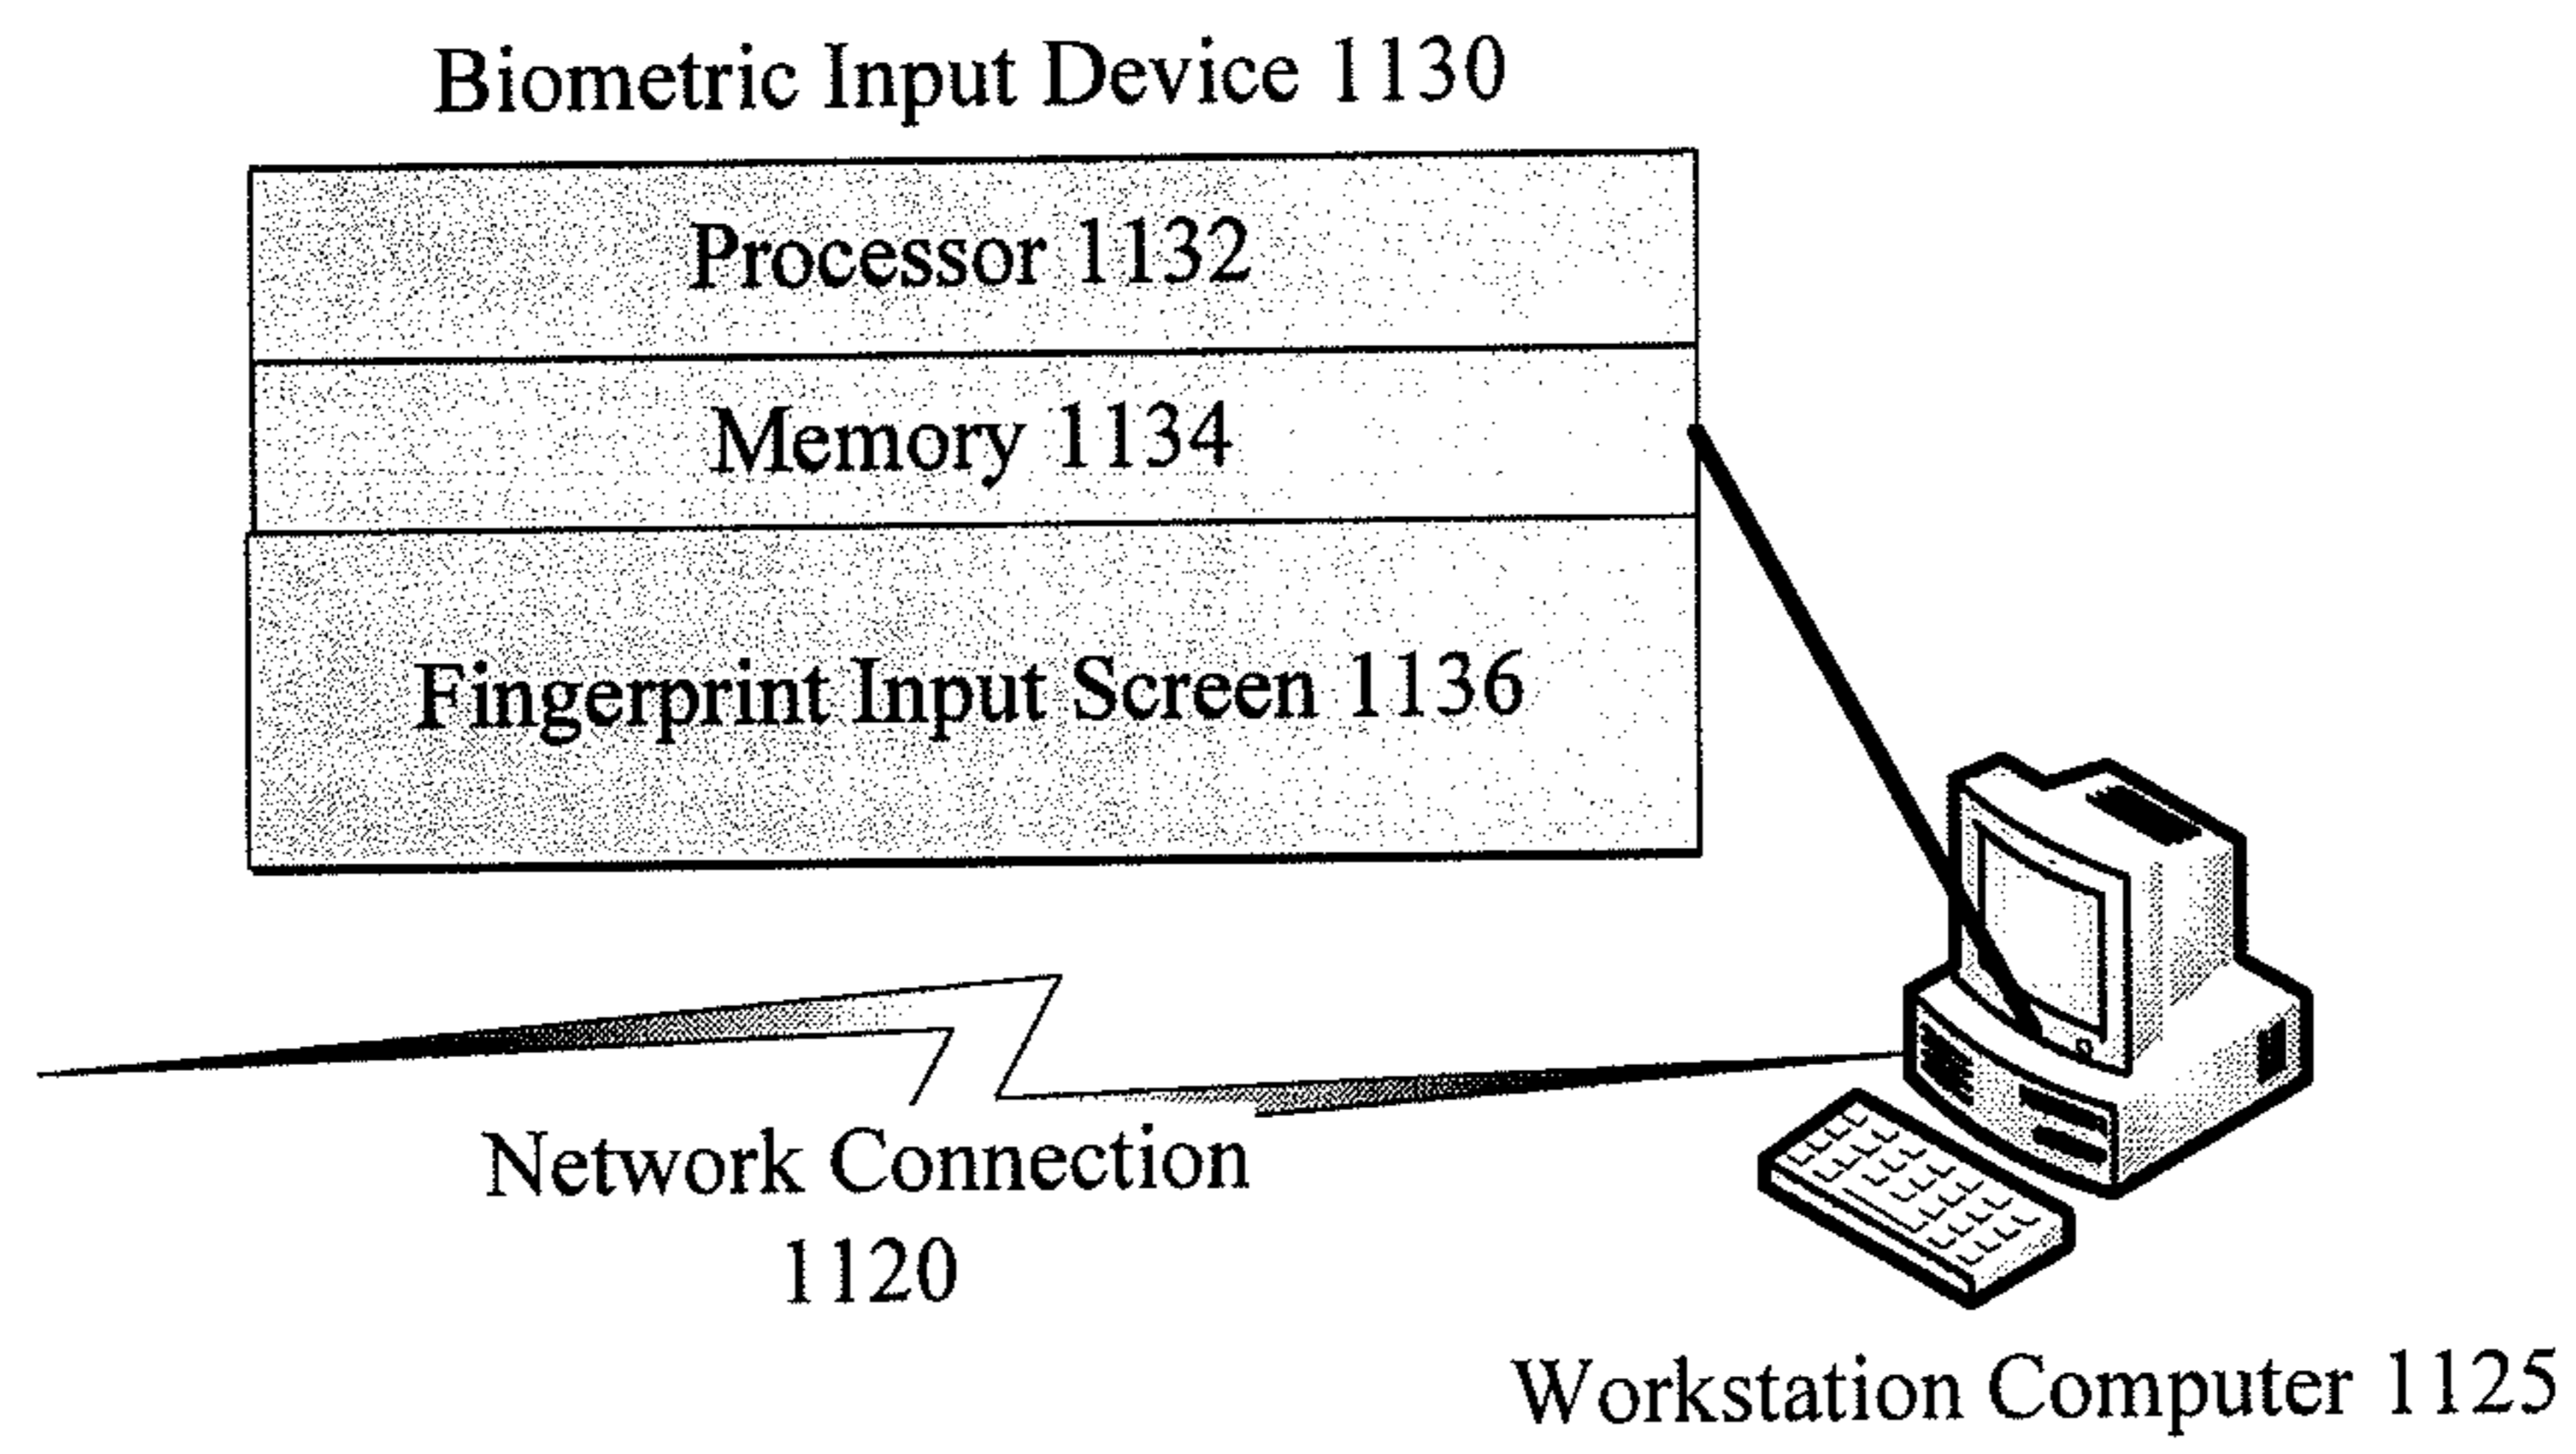 Biometric Input Device 1130
Processor 1132
Memory 1134
Fingerprint Input Screen 1136
Network Connection
1120
Workstation Computer 1125